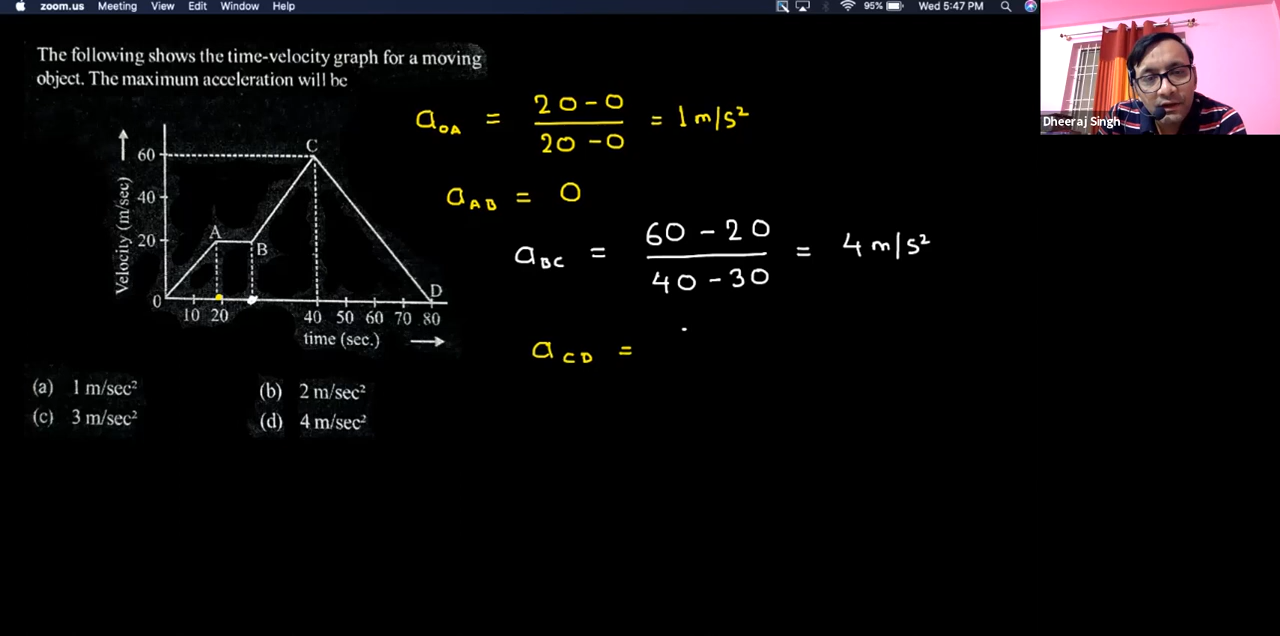 zoom.us Meeting View Edit Window Help 95% Wed 5:47 PM
The following shows the time-velocity graph for a moving
object. The maximum acceleration will be
Velocity (m/sec)
60
40
20
0
A
B
C
D
10 20 40 50 60 70 80
time (sec.)
(a) 1 m/sec²
(b) 2 m/sec²
(c) 3 m/sec²
(d) 4 m/sec²
a_OA = (20 - 0)/(20 - 0) = 1 m/s²
a_AB = 0
a_BC = (60 - 20)/(40 - 30) = 4 m/s²
a_CD =
Dheeraj Singh